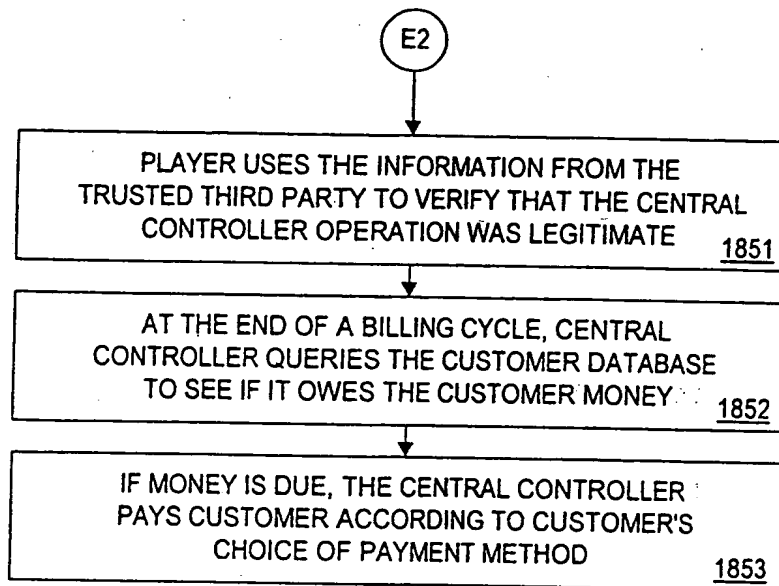 E2
PLAYER USES THE INFORMATION FROM THE
TRUSTED THIRD PARTY TO VERIFY THAT THE CENTRAL
CONTROLLER OPERATION WAS LEGITIMATE
1851
AT THE END OF A BILLING CYCLE, CENTRAL
CONTROLLER QUERIES THE CUSTOMER DATABASE
TO SEE IF IT OWES THE CUSTOMER MONEY
1852
IF MONEY IS DUE, THE CENTRAL CONTROLLER
PAYS CUSTOMER ACCORDING TO CUSTOMER'S
CHOICE OF PAYMENT METHOD
1853